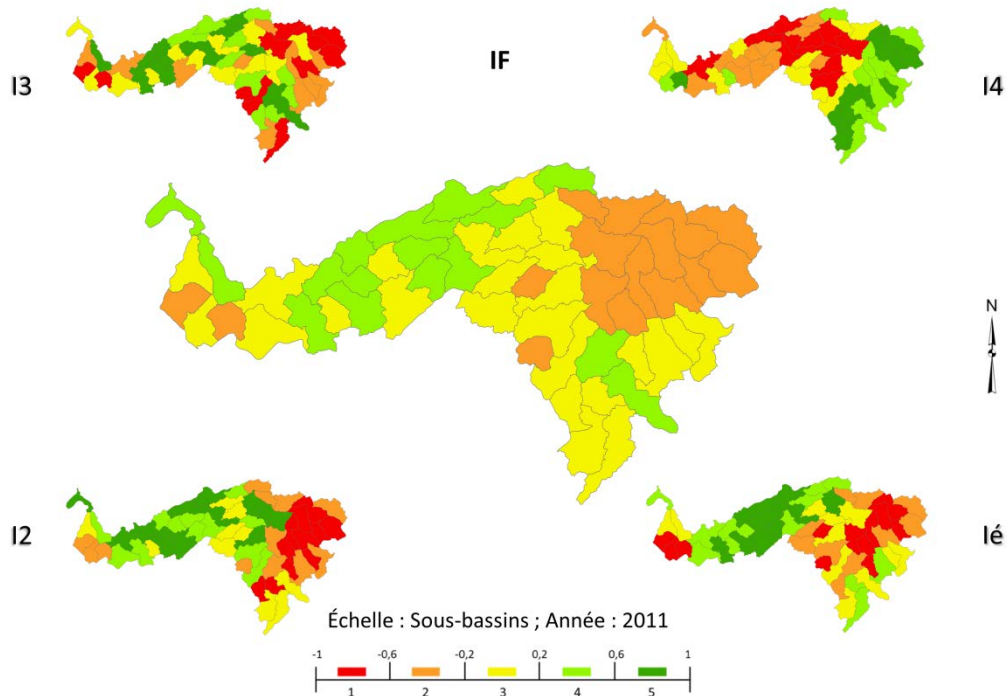 I3
IF
I4
N
I2
Ié
Échelle : Sous-bassins ; Année : 2011
-1 -0,6 -0,2 0,2 0,6 1
1 2 3 4 5